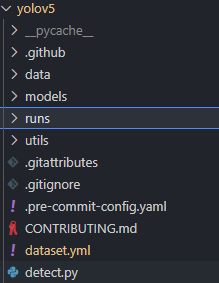 yolov5
__pycache__
.github
data
models
runs
utils
.gitattributes
.gitignore
.pre-commit-config.yaml
CONTRIBUTING.md
dataset.yml
detect.py